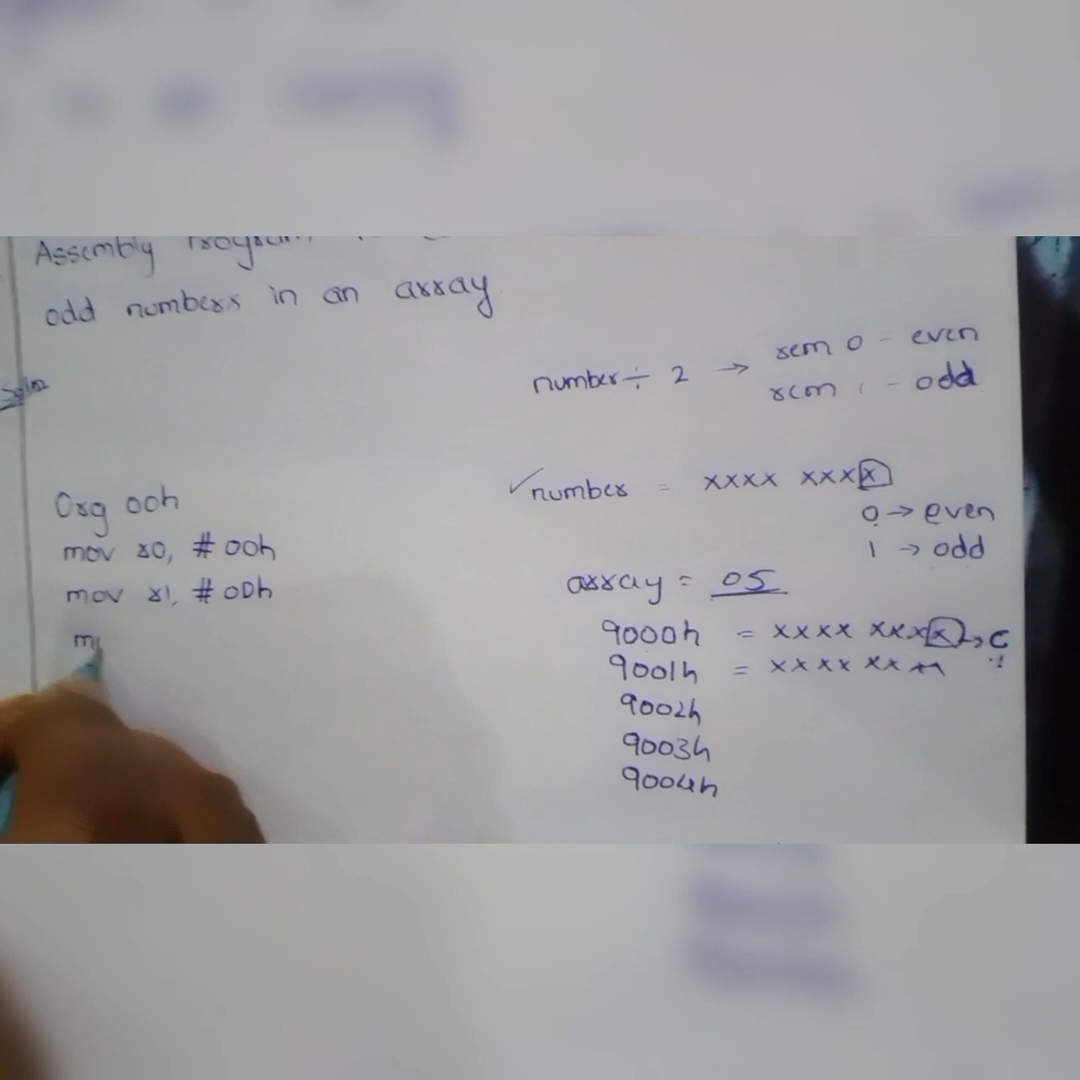 Assembly Program
odd numbers in an array
Soln
number ÷ 2 → rem 0 - even
rem 1 - odd
✓number = xxxx xxxx
0 → even
1 → odd
Org 00h
mov r0, #00h
mov r1, #00h
m
array = 05
9000h = xxxx xxxx → C
9001h = xxxx xx
9002h
9003h
9004h